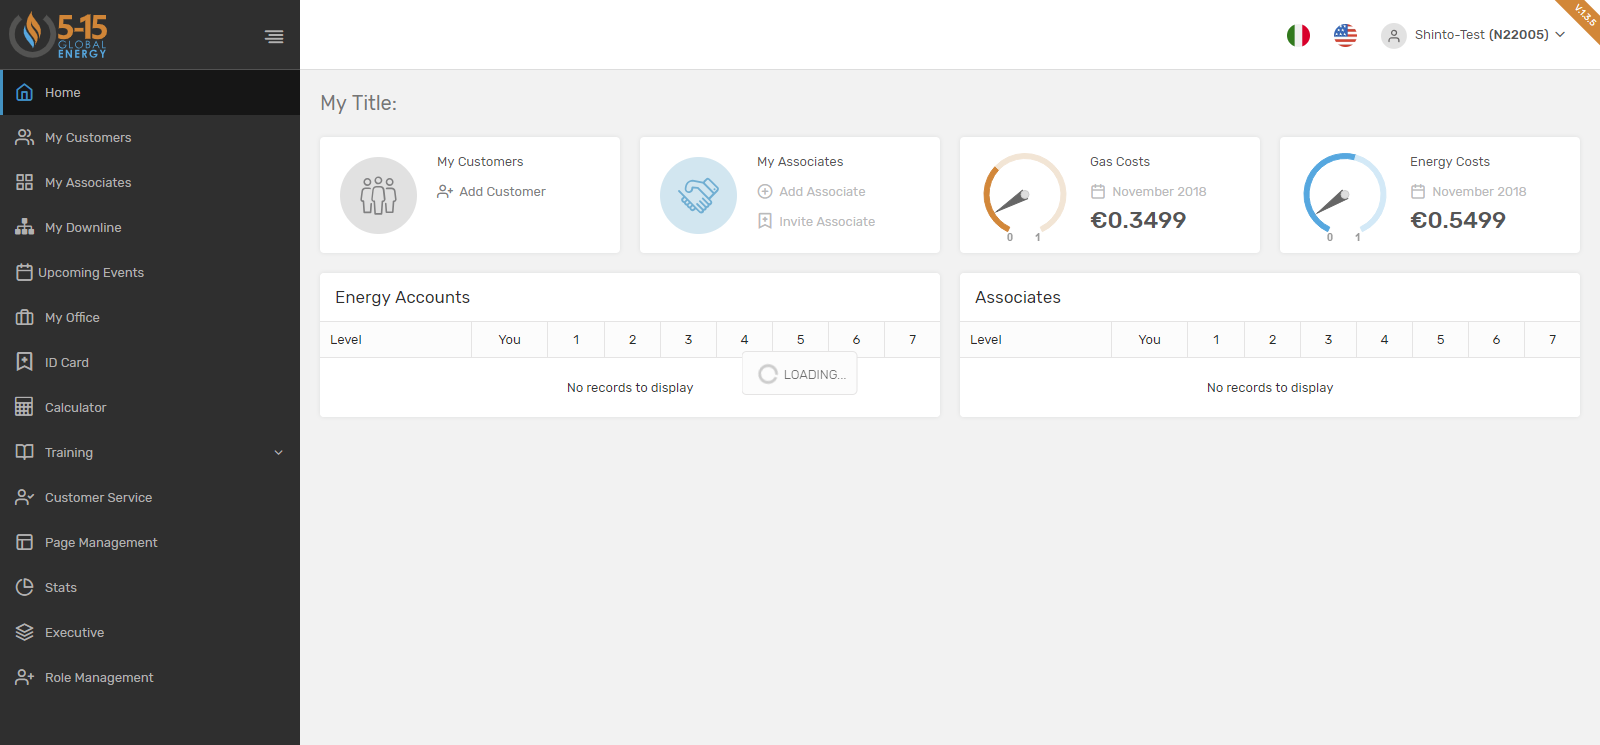 5-15
GLOBAL
ENERGY
Shinto-Test (N22005)
V.1.3.5
Home
My Customers
My Associates
My Downline
Upcoming Events
My Office
ID Card
Calculator
Training
Customer Service
Page Management
Stats
Executive
Role Management
My Title:
My Customers
Add Customer
My Associates
Add Associate
Invite Associate
0 1
Gas Costs
November 2018
€0.3499
0 1
Energy Costs
November 2018
€0.5499
Energy Accounts
Level You 1 2 3 4 5 6 7
No records to display
LOADING...
Associates
Level You 1 2 3 4 5 6 7
No records to display